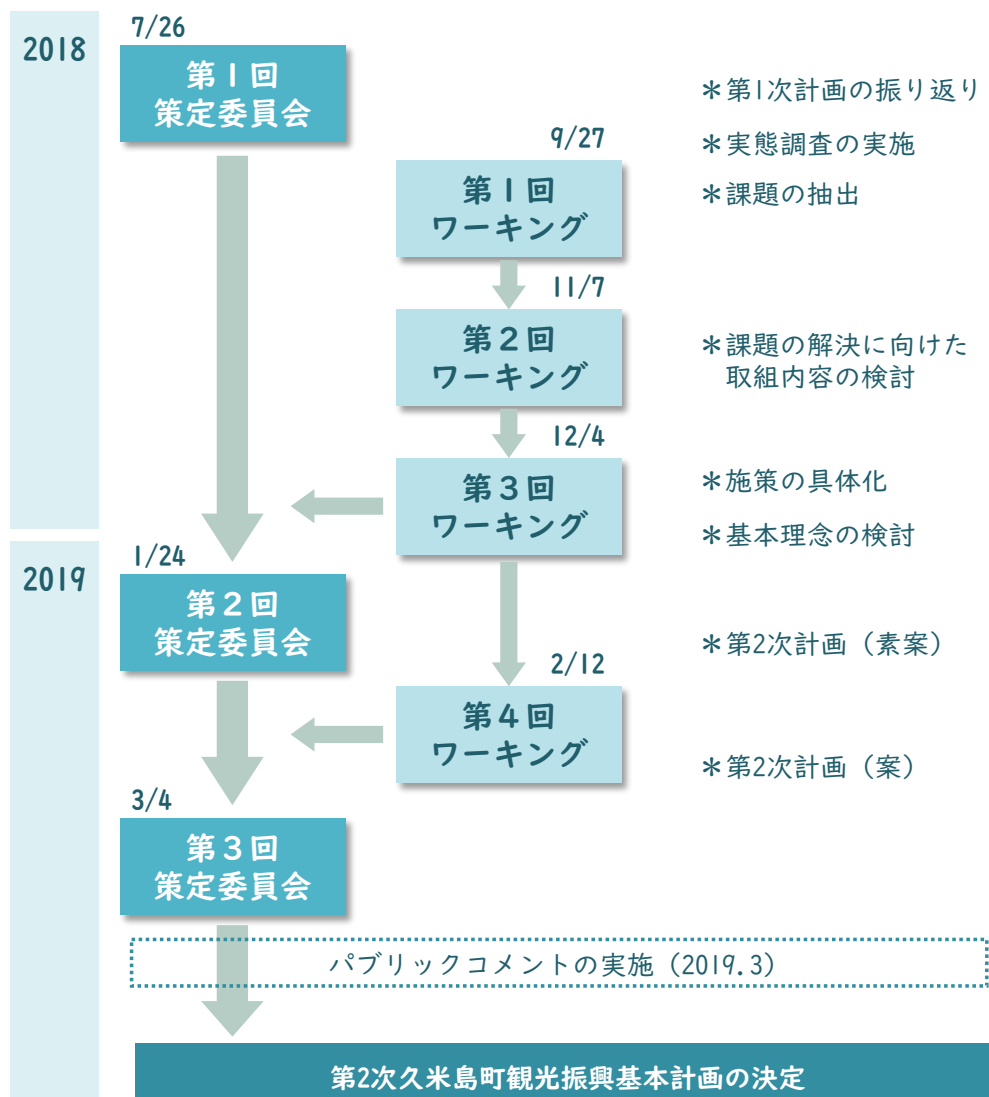 2018
7/26
第1回
策定委員会
*第1次計画の振り返り
9/27
*実態調査の実施
第1回
ワーキング
*課題の抽出
11/7
第2回
ワーキング
*課題の解決に向けた
取組内容の検討
12/4
第3回
ワーキング
*施策の具体化
*基本理念の検討
2019
1/24
第2回
策定委員会
*第2次計画（素案）
2/12
第4回
ワーキング
*第2次計画（案）
3/4
第3回
策定委員会
パブリックコメントの実施（2019.3）
第2次久米島町観光振興基本計画の決定